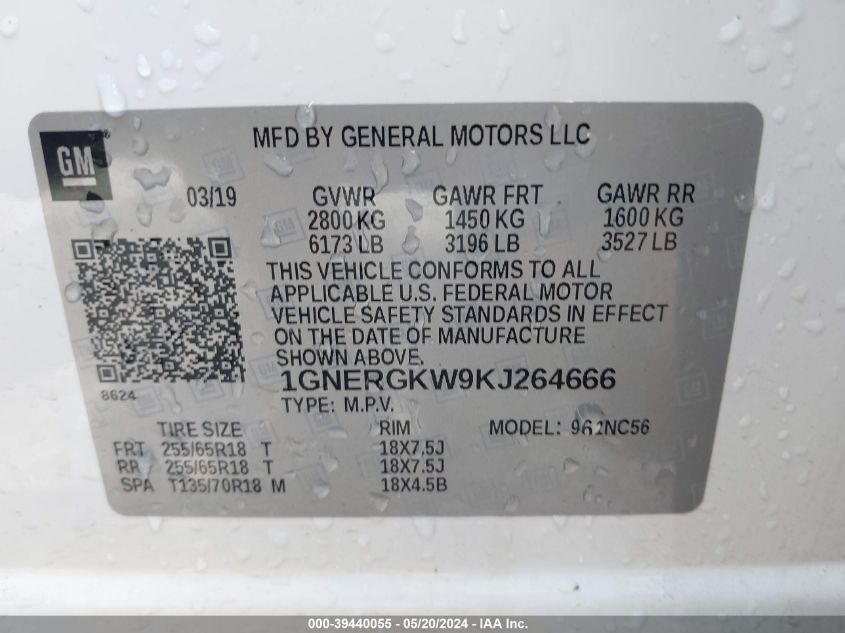 GM ®
MFD BY GENERAL MOTORS LLC
03/19 GVWR GAWR FRT GAWR RR
2800 KG 1450 KG 1600 KG
6173 LB 3196 LB 3527 LB
THIS VEHICLE CONFORMS TO ALL
APPLICABLE U.S. FEDERAL MOTOR
VEHICLE SAFETY STANDARDS IN EFFECT
ON THE DATE OF MANUFACTURE
SHOWN ABOVE.
8624
1GNERGKW9KJ264666
TYPE: M.P.V.
TIRE SIZE RIM MODEL:
FRT 255/65R18 T 18X7.5J
RR 255/65R18 T 18X7.5J
SPA T135/70R18 M 18X4.5B
000-39440055 - 05/20/2024 - IAA Inc.